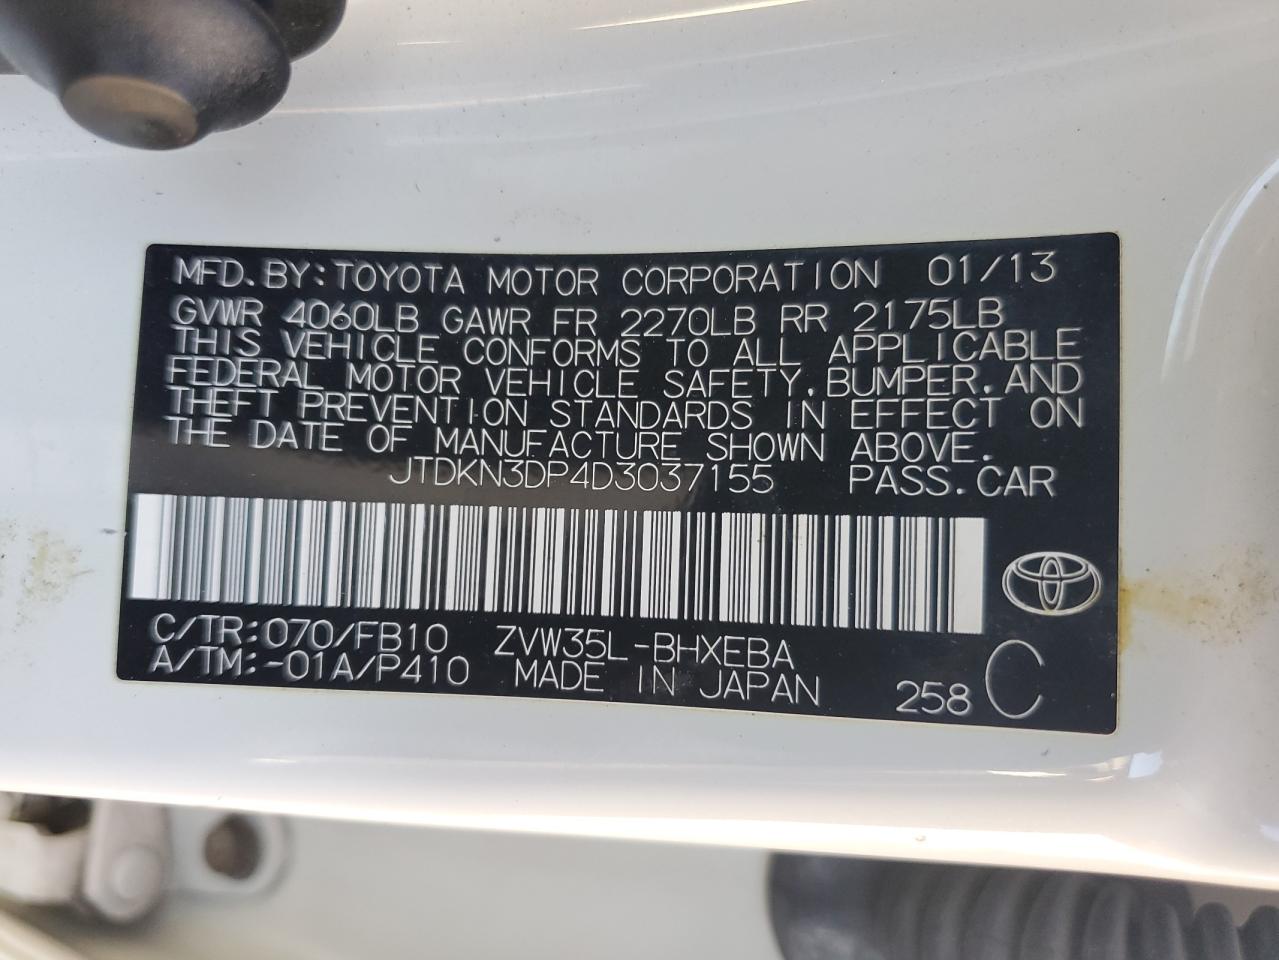 MFD.BY:TOYOTA MOTOR CORPORATION 01/13
GVWR 4060LB GAWR FR 2270LB RR 2175LB
THIS VEHICLE CONFORMS TO ALL APPLICABLE
FEDERAL MOTOR VEHICLE SAFETY,BUMPER,AND
THEFT PREVENTION STANDARDS IN EFFECT ON
THE DATE OF MANUFACTURE SHOWN ABOVE.
JTDKN3DP4D3037155 PASS.CAR
C/TR:070/FB10 ZVW35L-BHXEBA
A/TM:-01A/P410 MADE IN JAPAN 258 C